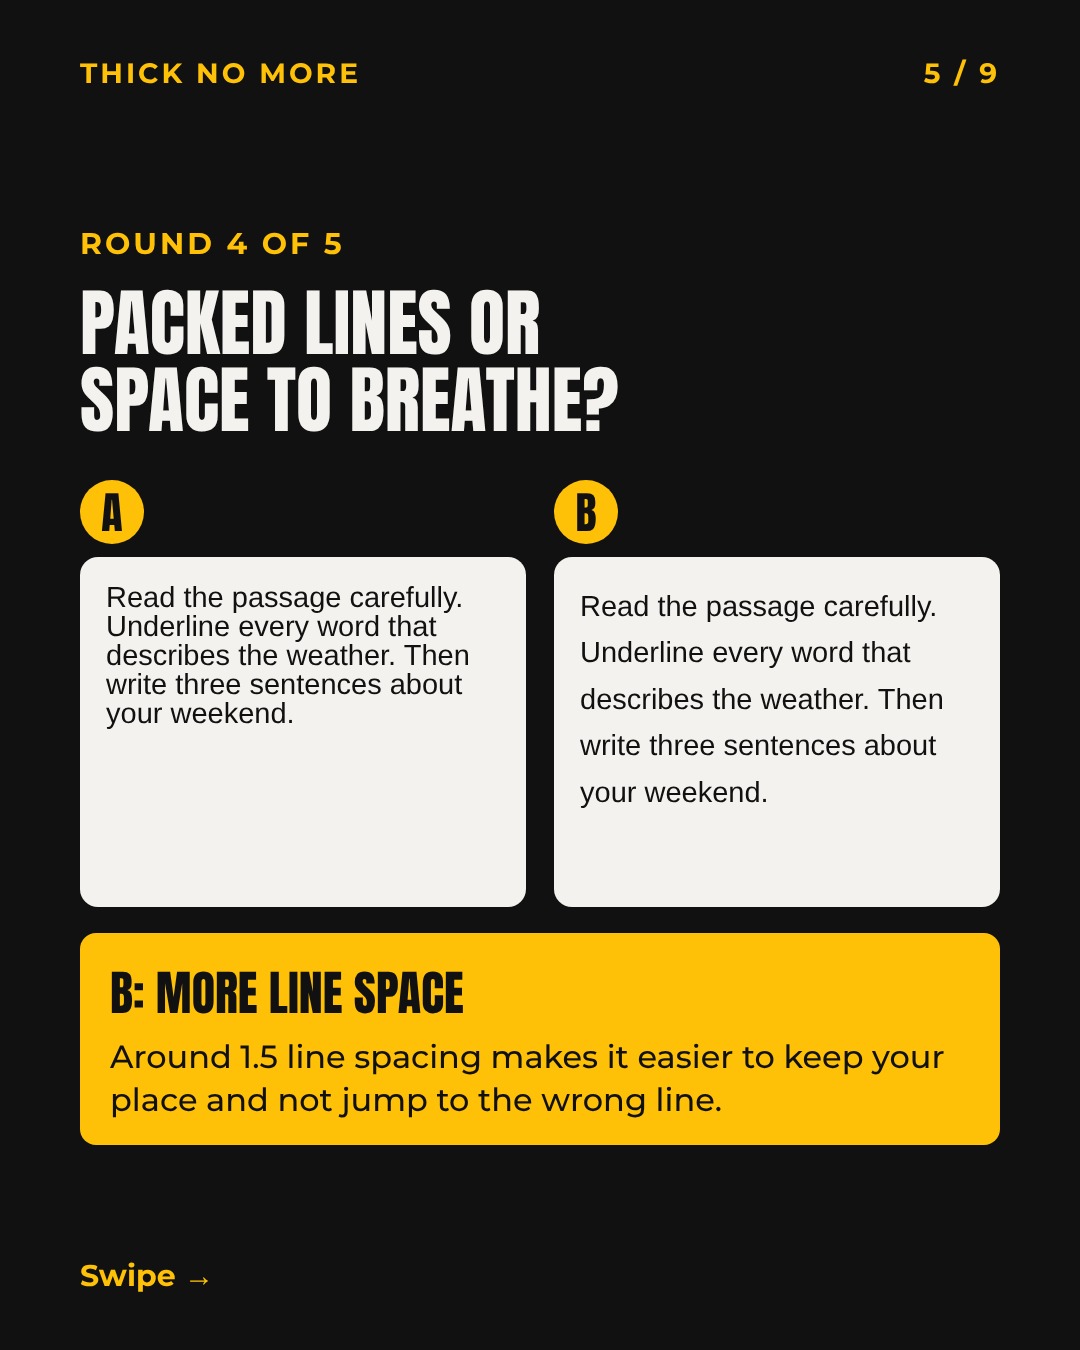 THICK NO MORE
5 / 9
ROUND 4 OF 5
PACKED LINES OR
SPACE TO BREATHE?
A
Read the passage carefully.
Underline every word that
describes the weather. Then
write three sentences about
your weekend.
B
Read the passage carefully.
Underline every word that
describes the weather. Then
write three sentences about
your weekend.
B: MORE LINE SPACE
Around 1.5 line spacing makes it easier to keep your
place and not jump to the wrong line.
Swipe →